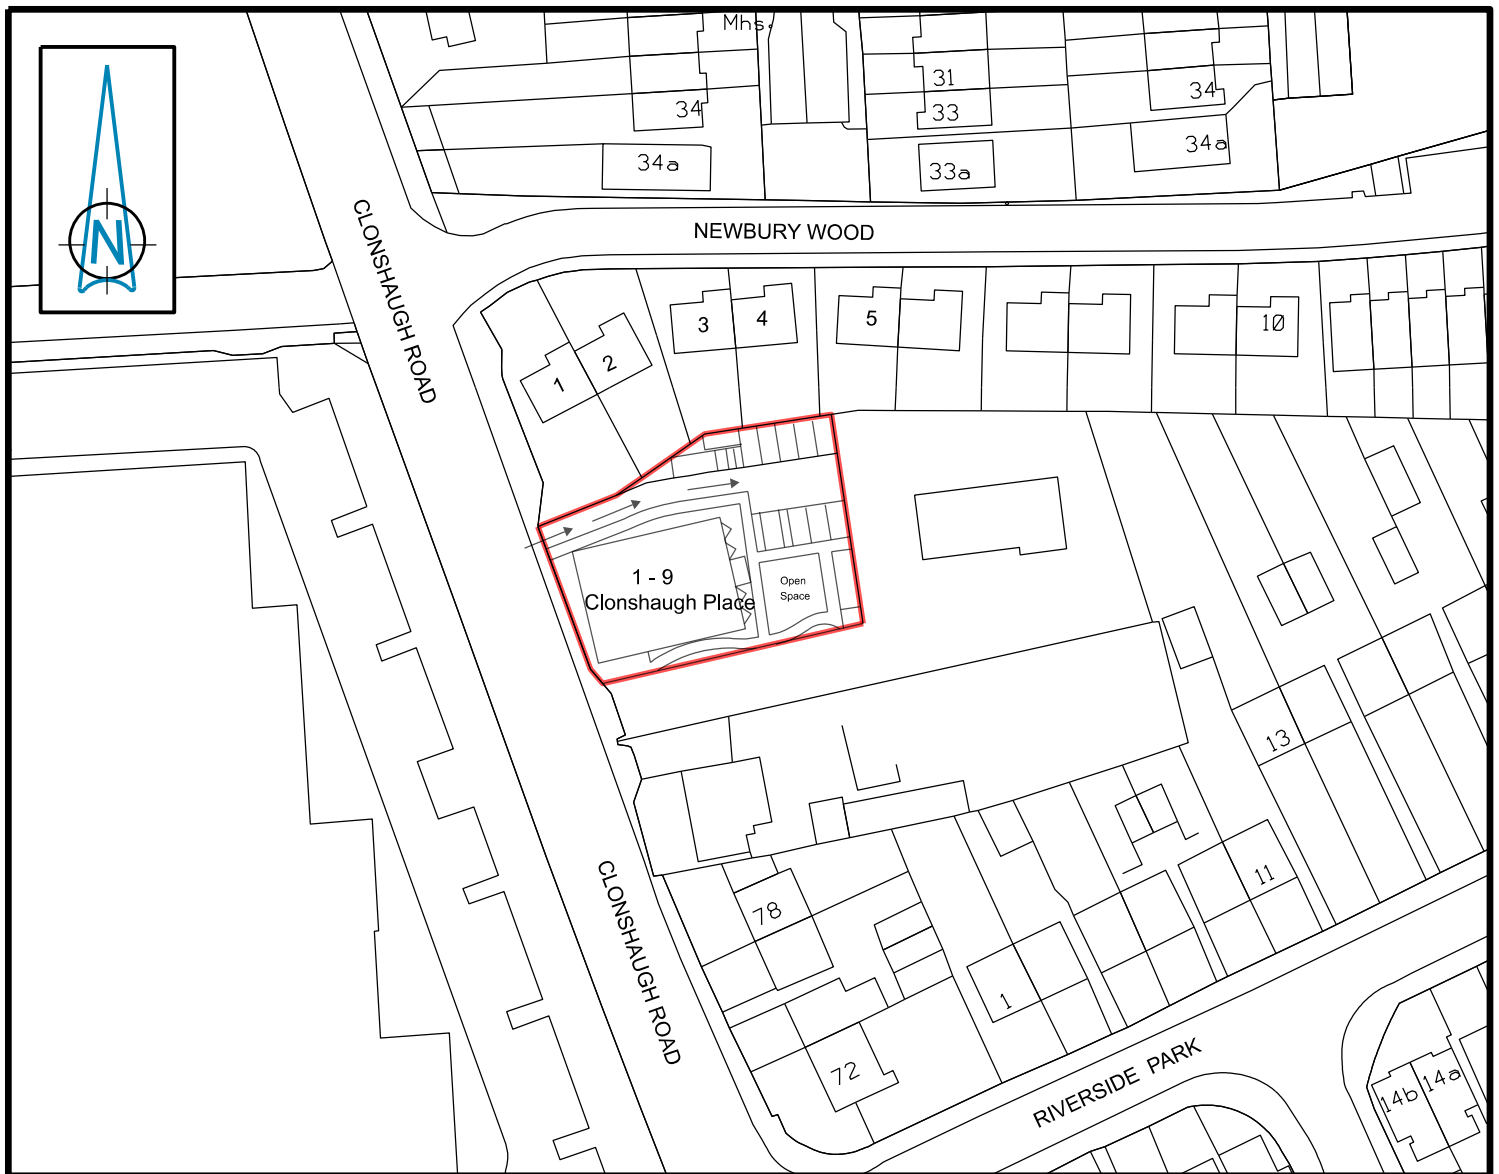 Mhs.
31
34
33
34
34a
33a
34a
N
CLONSHAUGH ROAD
NEWBURY WOOD
3
4
5
10
1
2
1 - 9
Clonshaugh Place
Open
Space
13
CLONSHAUGH ROAD
78
11
1
72
RIVERSIDE PARK
14b
14a